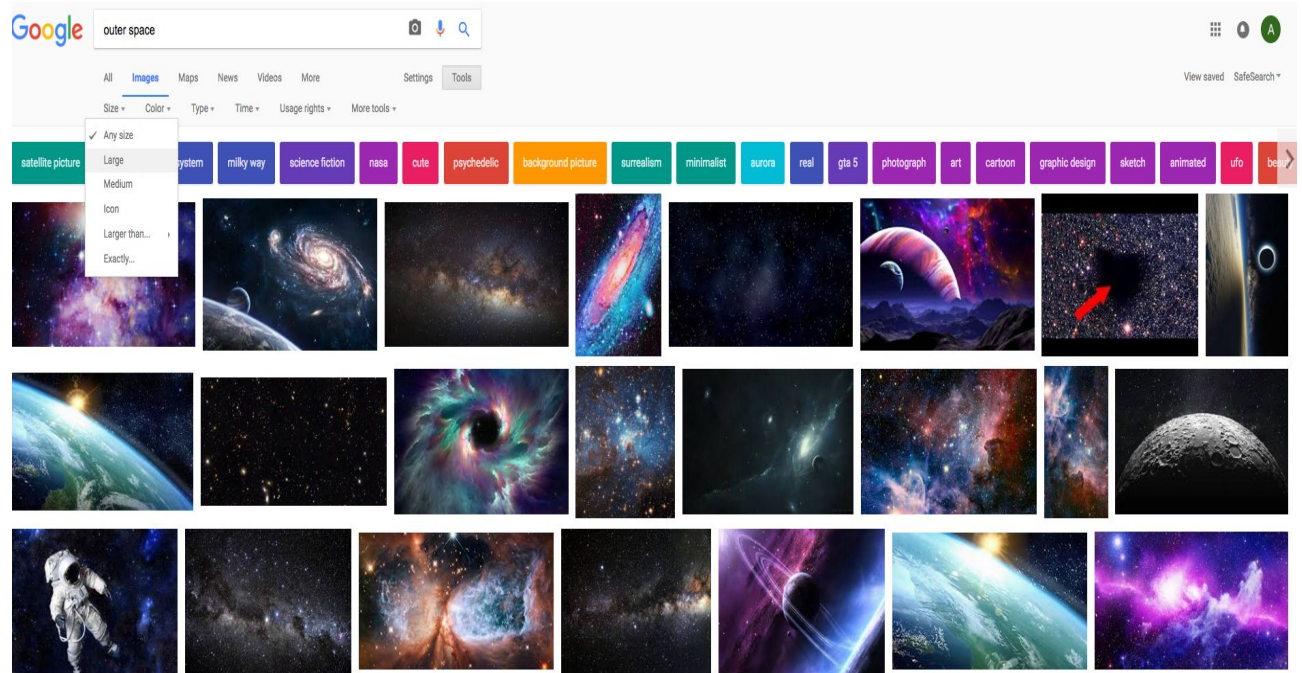 Google outer space A
All Images Maps News Videos More Settings Tools View saved SafeSearch
Size Color Type Time Usage rights More tools
Any size
Large
Medium
Icon
Larger than...
Exactly...
satellite picture ystem milky way science fiction nasa cute psychedelic background picture surrealism minimalist aurora real gta 5 photograph art cartoon graphic design sketch animated ufo